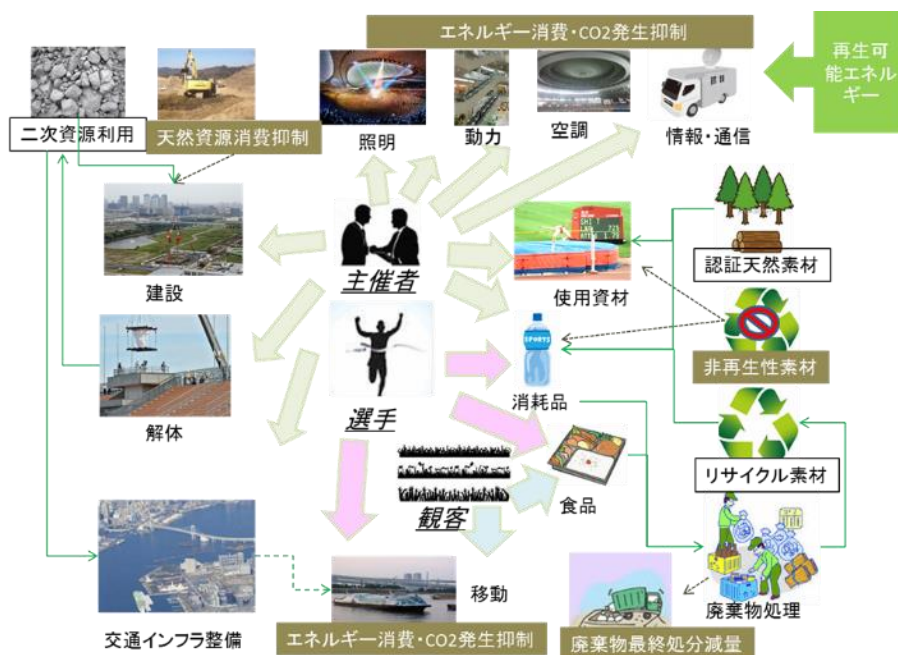 エネルギー消費・CO2発生抑制
再生可
能エネル
ギー
二次資源利用
天然資源消費抑制
照明
動力
空調
情報・通信
主催者
建設
使用資材
認証天然素材
SPORTS
非再生性素材
解体
選手
消耗品
リサイクル素材
観客
食品
移動
廃棄物処理
交通インフラ整備
エネルギー消費・CO2発生抑制
廃棄物最終処分減量